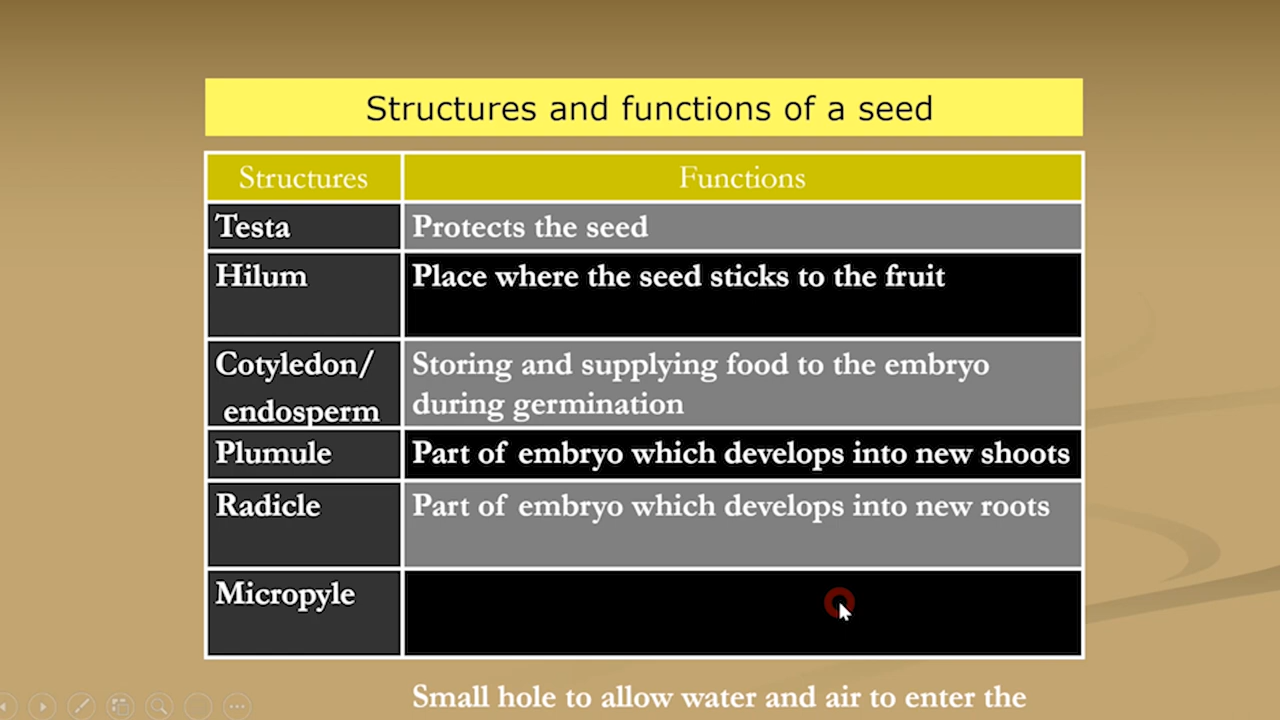 Structures and functions of a seed
Structures Functions
Testa Protects the seed
Hilum Place where the seed sticks to the fruit
Cotyledon/ Storing and supplying food to the embryo
endosperm during germination
Plumule Part of embryo which develops into new shoots
Radicle Part of embryo which develops into new roots
Micropyle
Small hole to allow water and air to enter the